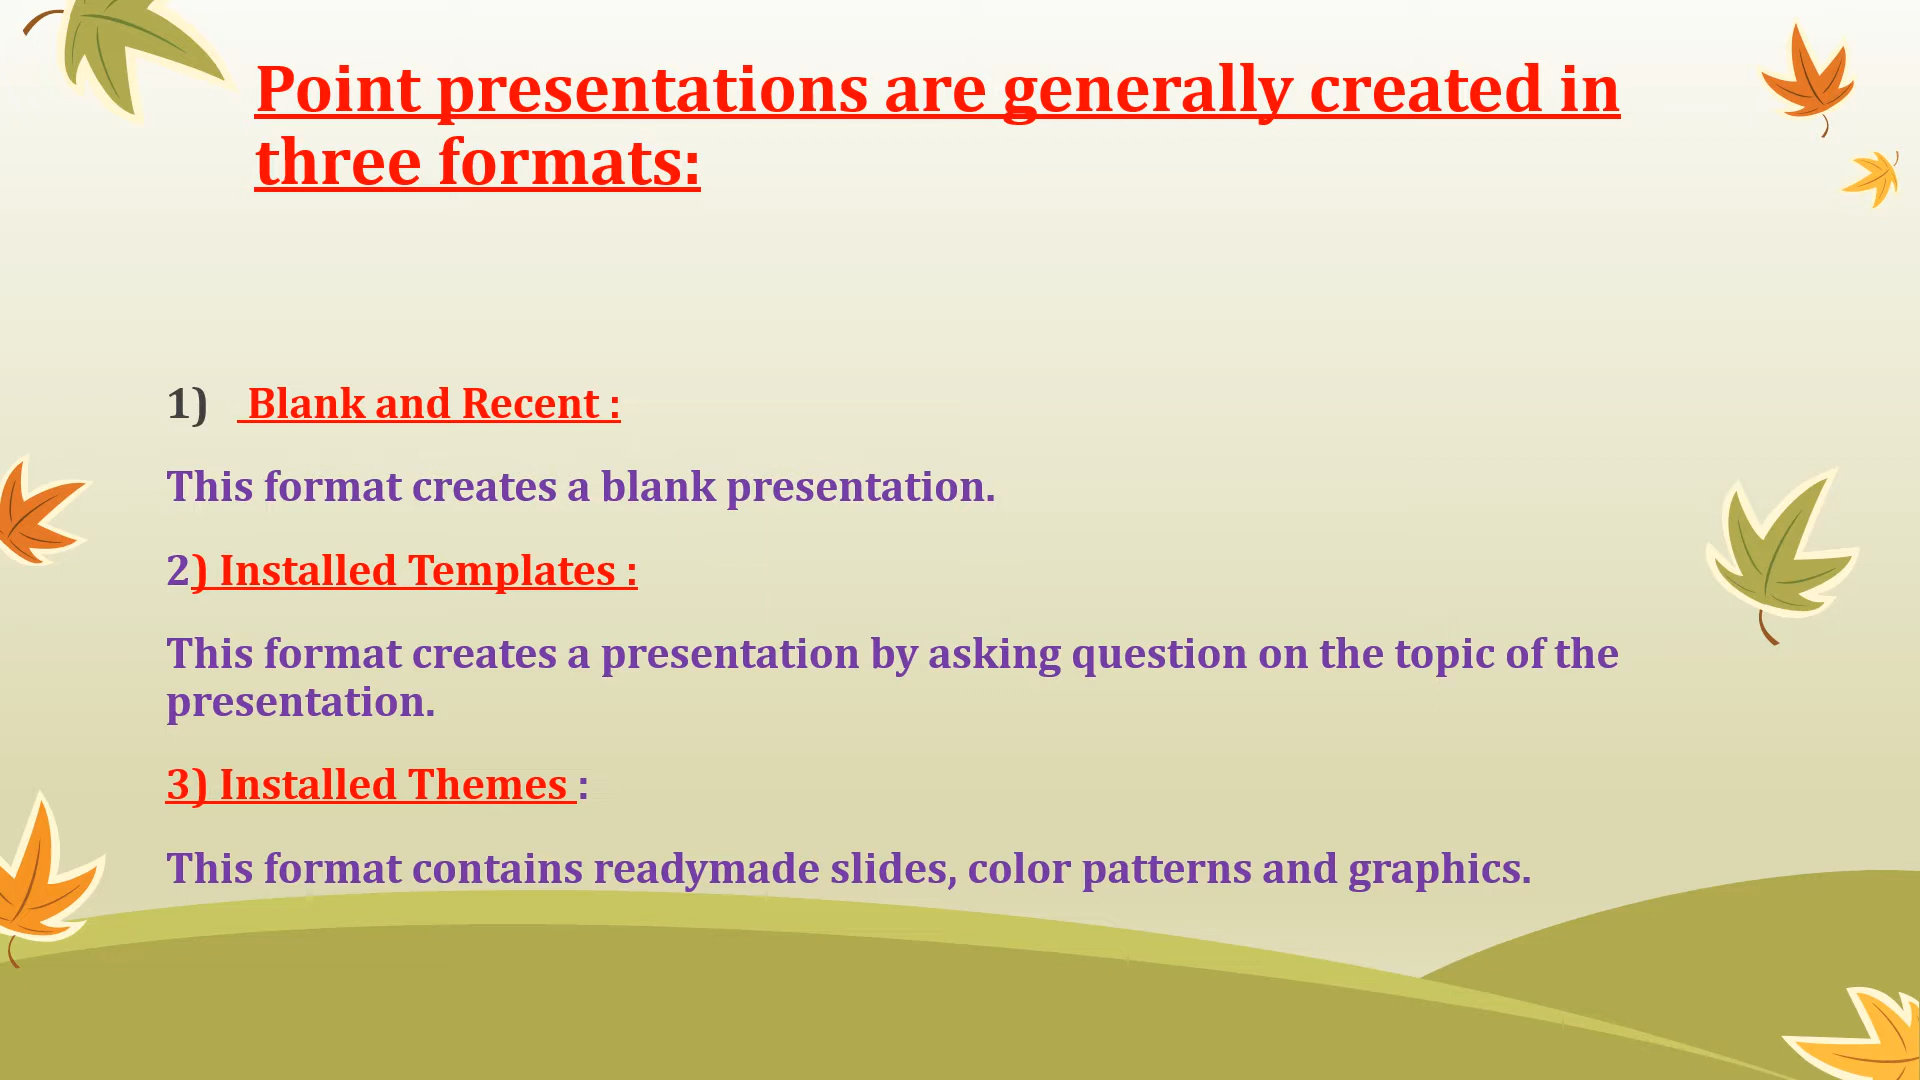 Point presentations are generally created in
three formats:
1) Blank and Recent :
This format creates a blank presentation.
2) Installed Templates :
This format creates a presentation by asking question on the topic of the
presentation.
3) Installed Themes :
This format contains readymade slides, color patterns and graphics.